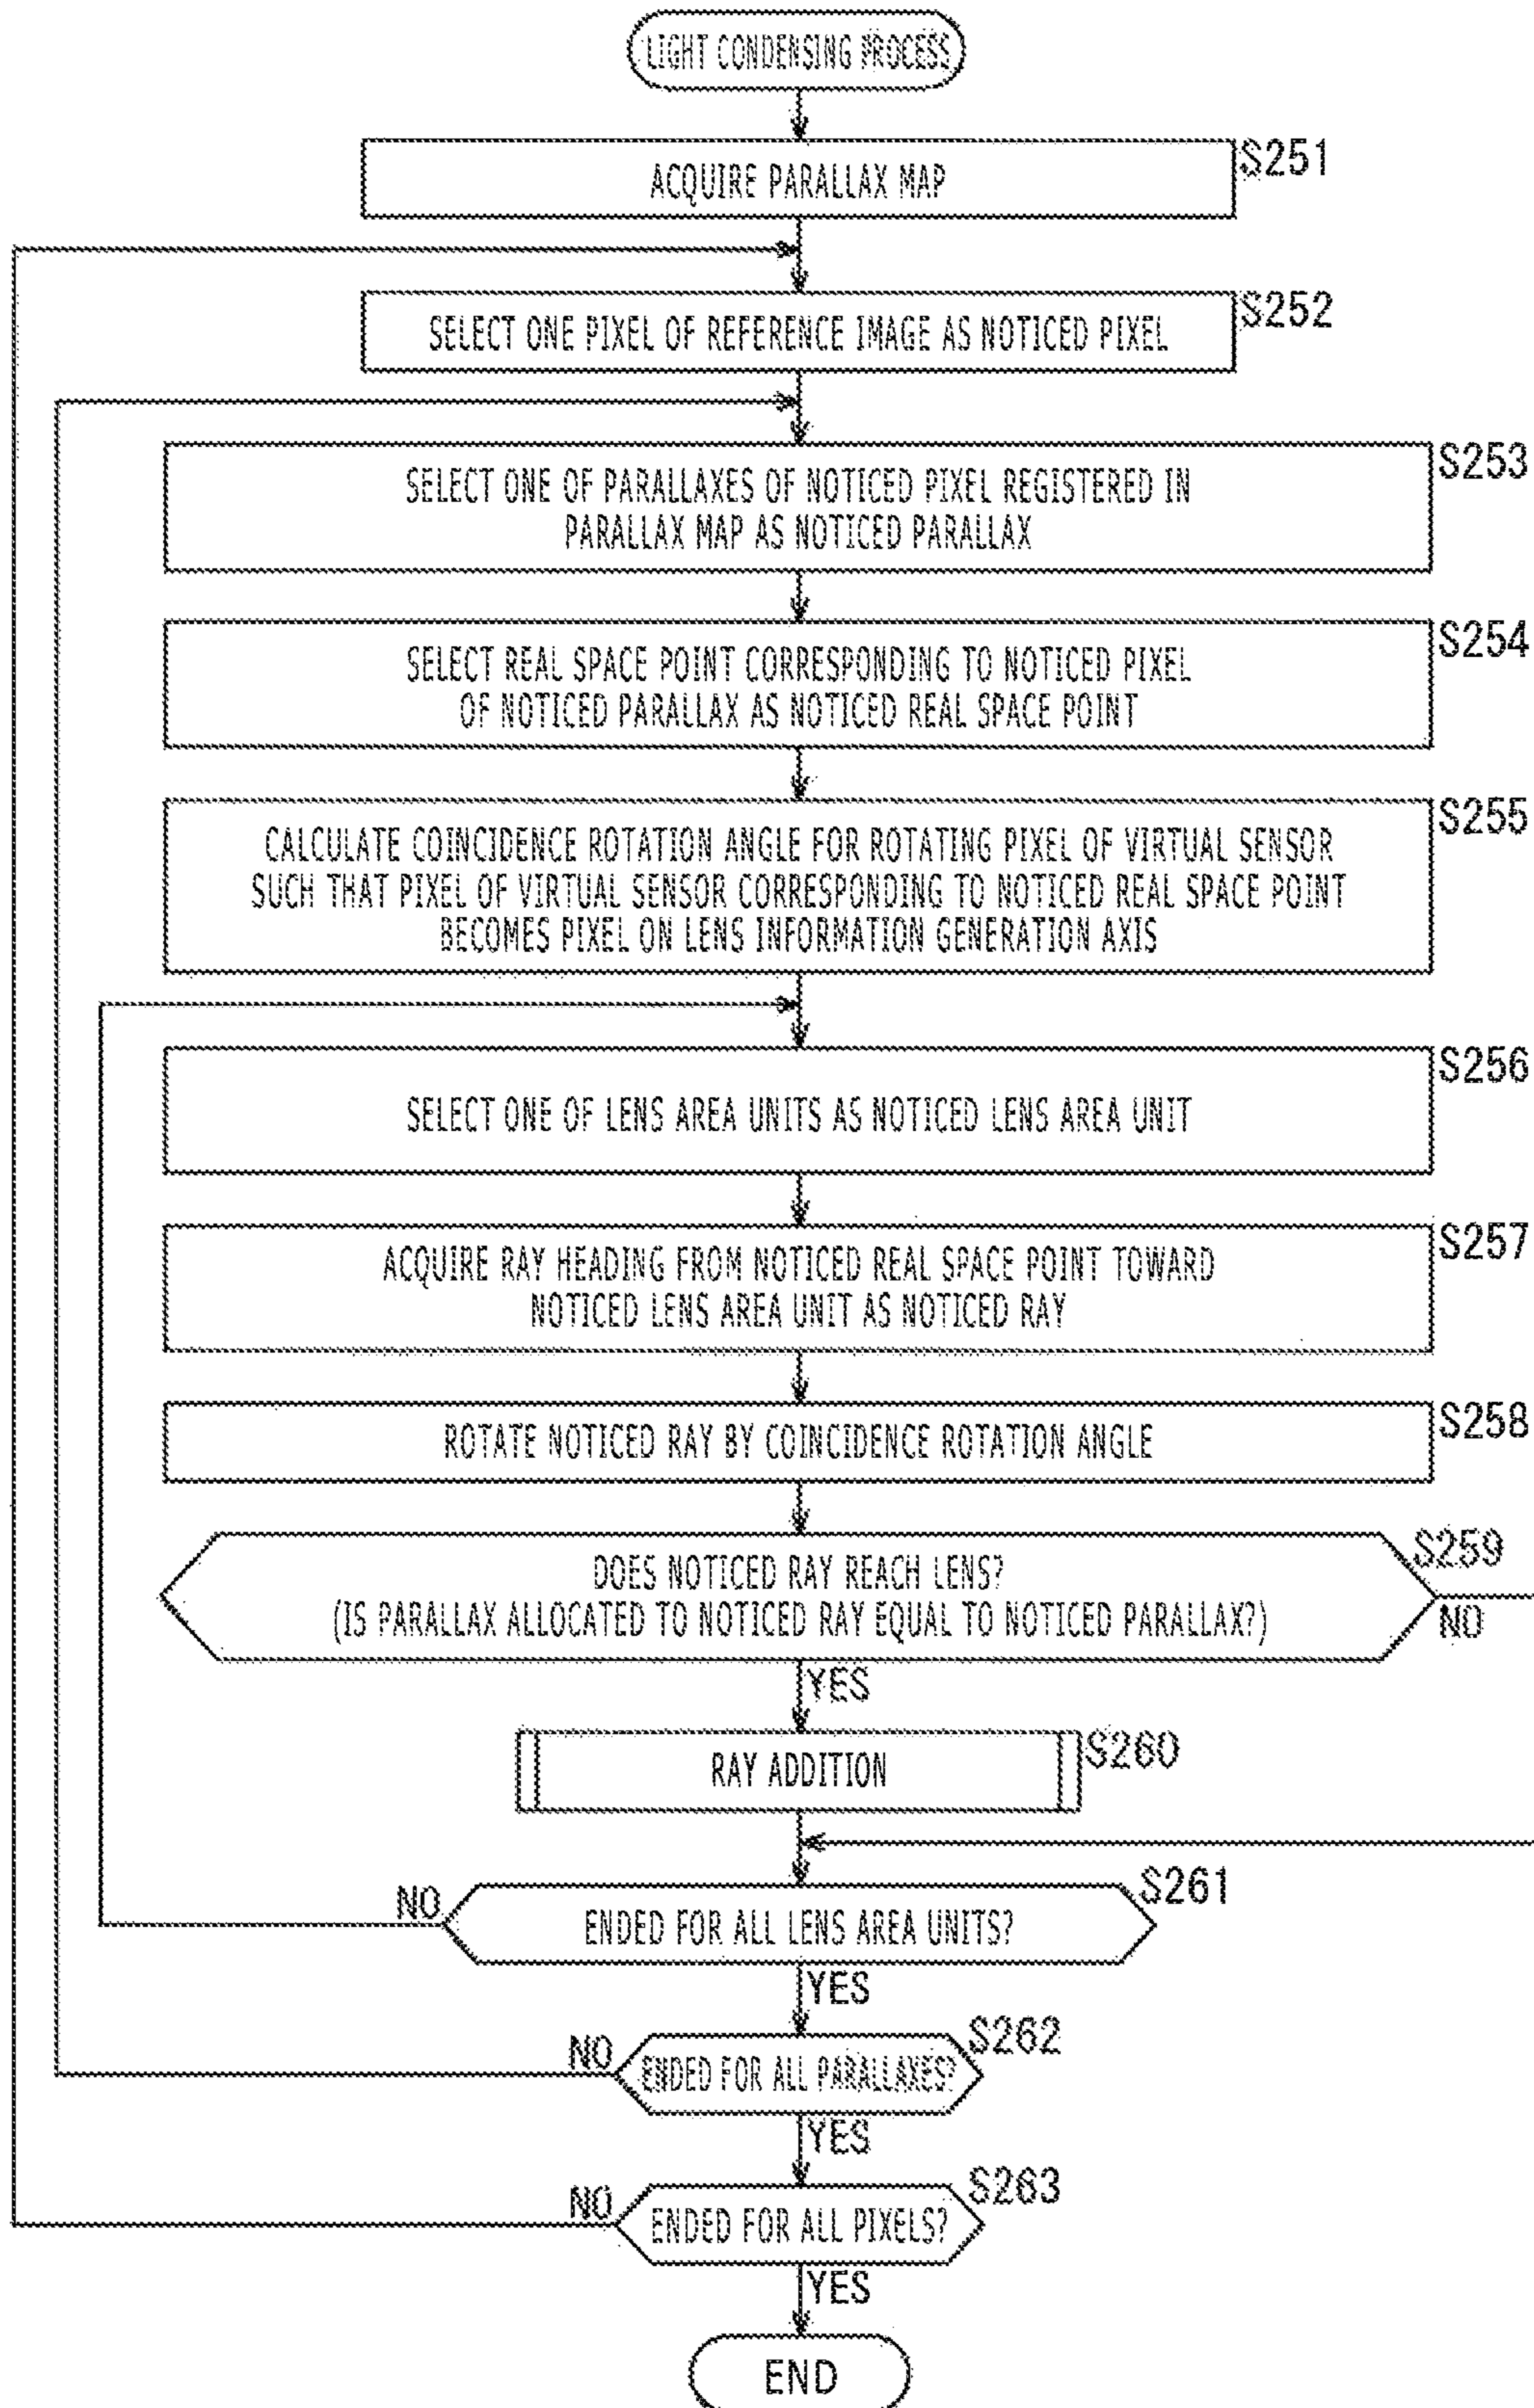 LIGHT CONDENSING PROCESS
S251
ACQUIRE PARALLAX MAP
S252
SELECT ONE PIXEL OF REFERENCE IMAGE AS NOTICED PIXEL
S253
SELECT ONE OF PARALLAXES OF NOTICED PIXEL REGISTERED IN
PARALLAX MAP AS NOTICED PARALLAX
S254
SELECT REAL SPACE POINT CORRESPONDING TO NOTICED PIXEL
OF NOTICED PARALLAX AS NOTICED REAL SPACE POINT
S255
CALCULATE COINCIDENCE ROTATION ANGLE FOR ROTATING PIXEL OF VIRTUAL SENSOR
SUCH THAT PIXEL OF VIRTUAL SENSOR CORRESPONDING TO NOTICED REAL SPACE POINT
BECOMES PIXEL ON LENS INFORMATION GENERATION AXIS
S256
SELECT ONE OF LENS AREA UNITS AS NOTICED LENS AREA UNIT
S257
ACQUIRE RAY HEADING FROM NOTICED REAL SPACE POINT TOWARD
NOTICED LENS AREA UNIT AS NOTICED RAY
S258
ROTATE NOTICED RAY BY COINCIDENCE ROTATION ANGLE
S259
DOES NOTICED RAY REACH LENS?
(IS PARALLAX ALLOCATED TO NOTICED RAY EQUAL TO NOTICED PARALLAX?)
NO
YES
S260
RAY ADDITION
S261
NO
ENDED FOR ALL LENS AREA UNITS?
YES
S262
NO
ENDED FOR ALL PARALLAXES?
YES
S263
NO
ENDED FOR ALL PIXELS?
YES
END